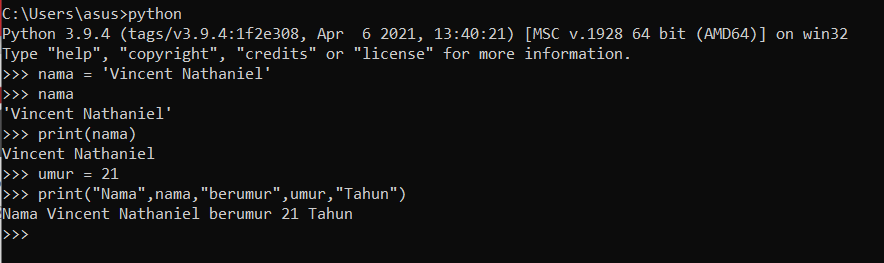 C:\Users\asus>python
Python 3.9.4 (tags/v3.9.4:1f2e308, Apr  6 2021, 13:40:21) [MSC v.1928 64 bit (AMD64)] on win32
Type "help", "copyright", "credits" or "license" for more information.
>>> nama = 'Vincent Nathaniel'
>>> nama
'Vincent Nathaniel'
>>> print(nama)
Vincent Nathaniel
>>> umur = 21
>>> print("Nama",nama,"berumur",umur,"Tahun")
Nama Vincent Nathaniel berumur 21 Tahun
>>>